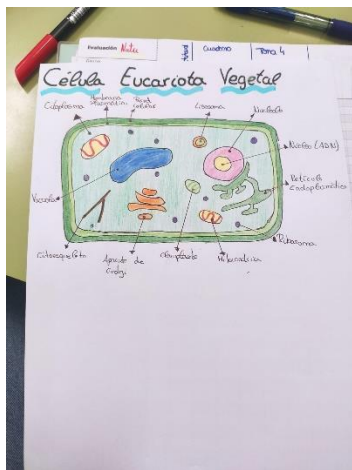 Evaluación Notas
Cuaderno
Tema 4
Célula Eucariota Vegetal
Citoplasma
Membrana plasmática
Pared celular
Lisosoma
Nucleolo
Núcleo (ADN)
Retículo Endoplasmático
Vacuola
Ribosoma
Citoesqueleto
Aparato de Golgi
Cloroplasto
Mitocondria